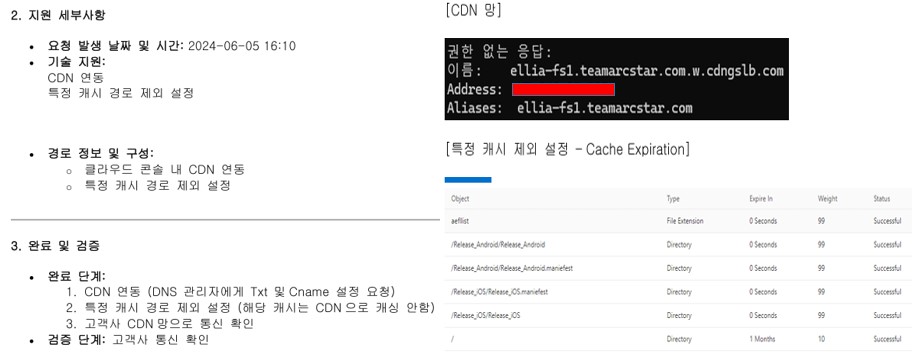 2. 지원 세부사항
• 요청 발생 날짜 및 시간: 2024-06-05 16:10
• 기술 지원:
CDN 연동
특정 캐시 경로 제외 설정
• 경로 정보 및 구성:
o 클라우드 콘솔 내 CDN 연동
o 특정 캐시 경로 제외 설정
3. 완료 및 검증
• 완료 단계:
1. CDN 연동 (DNS 관리자에게 Txt 및 Cname 설정 요청)
2. 특정 캐시 경로 제외 설정 (해당 캐시는 CDN으로 캐싱 안함)
3. 고객사 CDN망으로 통신 확인
• 검증 단계: 고객사 통신 확인
[CDN 망]
권한 없는 응답:
이름: ellia-fs1.teamarcstar.com.w.cdngslb.com
Address:
Aliases: ellia-fs1.teamarcstar.com
[특정 캐시 제외 설정 – Cache Expiration]
Object Type Expire In Weight Status
aefllist File Extension 0 Seconds 99 Successful
/Release_Android/Release_Android Directory 0 Seconds 99 Successful
/Release_Android/Release_Android.maniefest Directory 0 Seconds 99 Successful
/Release_iOS/Release_iOS.maniefest Directory 0 Seconds 99 Successful
/Release_iOS/Release_iOS Directory 0 Seconds 99 Successful
/ Directory 1 Months 10 Successful